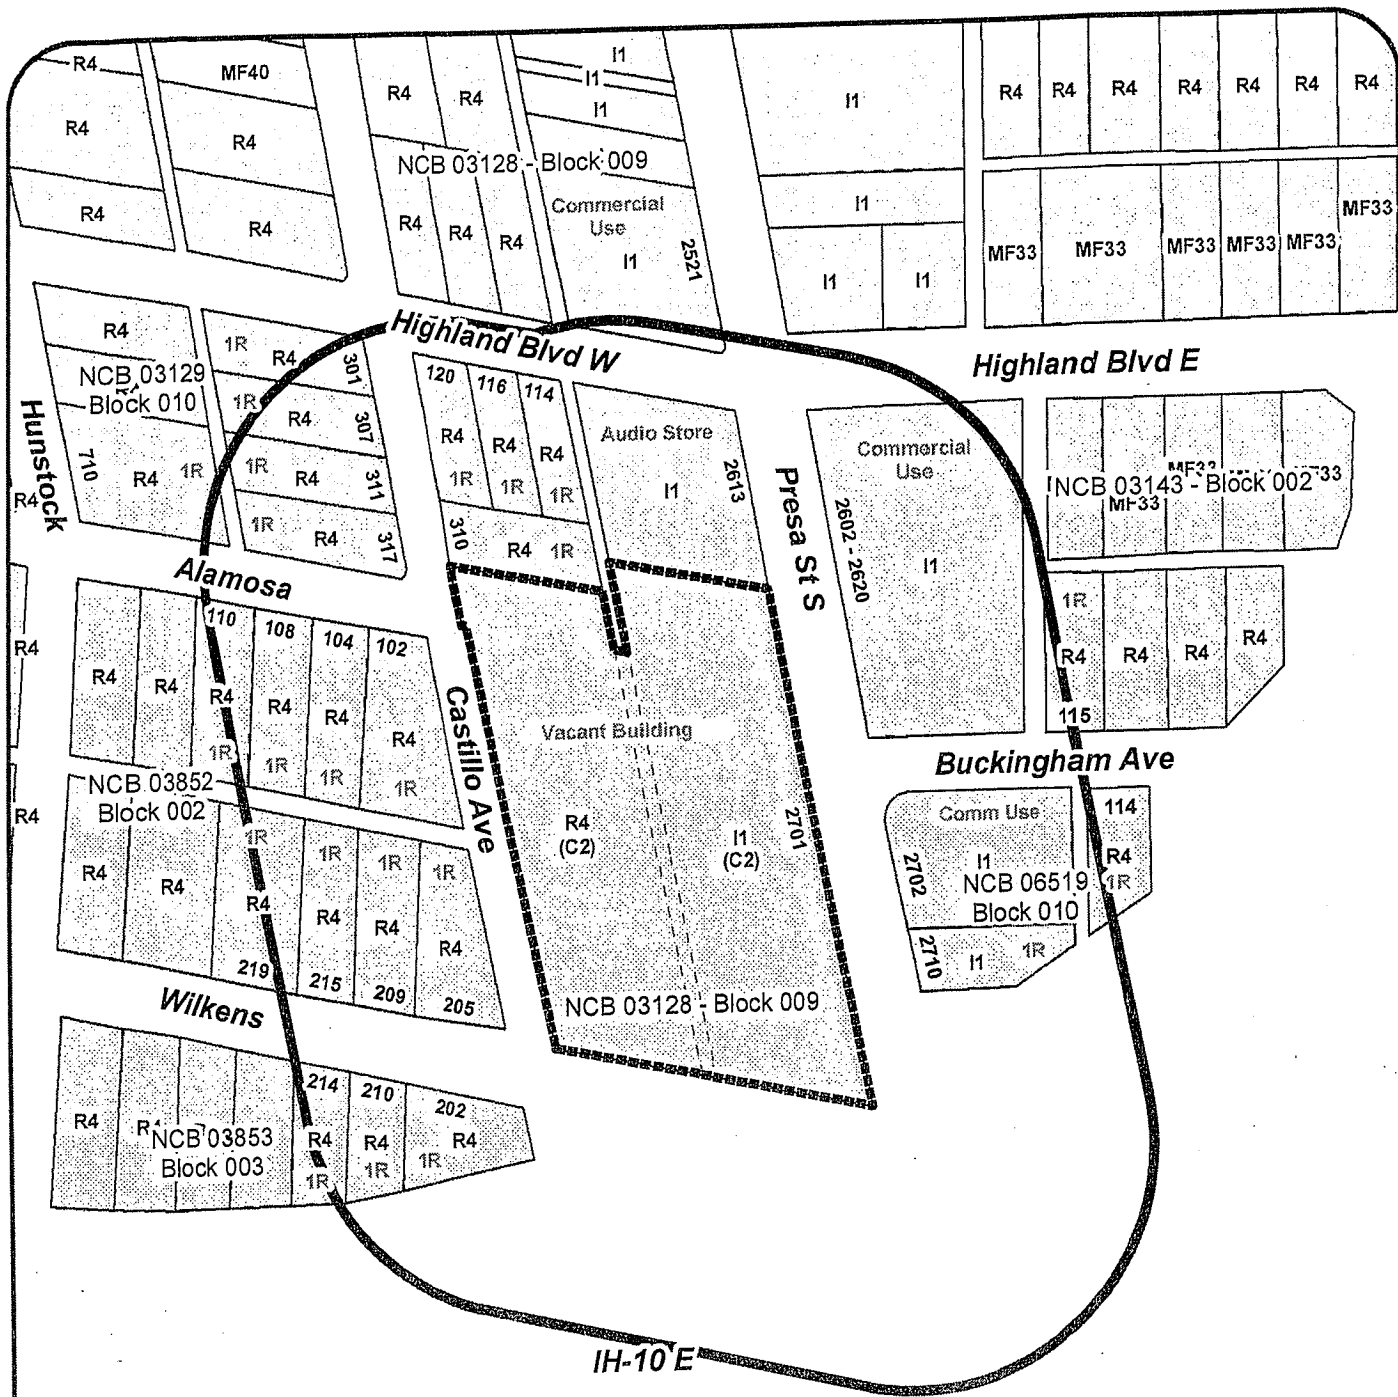 R4
MF40
R4
R4
I1
I1
I1
I1
R4
R4
R4
R4
R4
R4
R4
R4
R4
R4
R4
NCB 03128 - Block 009
R4
R4
R4
Commercial
Use
I1
2521
I1
I1
I1
MF33
MF33
MF33
MF33
MF33
MF33
Highland Blvd W
Highland Blvd E
R4
NCB 03129
Block 010
710
R4
1R
1R
R4
301
1R
R4
307
1R
R4
311
1R
R4
317
Hunstock
R4
120
116
114
R4
R4
R4
1R
1R
1R
310
R4
1R
Audio Store
I1
2613
Presa St S
Commercial
Use
2602 - 2620
I1
MF33
NCB 03143 - Block 002
MF33
Alamosa
R4
110
108
104
102
R4
R4
R4
R4
R4
R4
1R
1R
1R
1R
Castillo Ave
Vacant Building
R4
(C2)
I1
(C2)
2701
NCB 03128 - Block 009
1R
R4
R4
R4
R4
115
Buckingham Ave
Comm Use
2702
I1
NCB 06519
Block 010
114
R4
1R
2710
I1
1R
R4
NCB 03852
Block 002
R4
R4
1R
1R
1R
1R
R4
R4
R4
R4
219
215
209
205
Wilkens
214
210
202
R4
NCB 03853
Block 003
R4
R4
R4
1R
1R
1R
IH-10 E